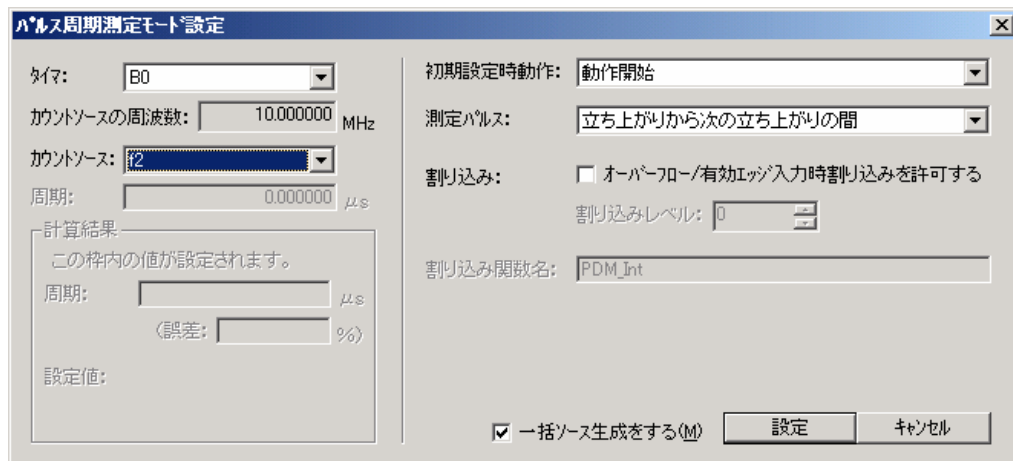 パルス周期測定モード設定
タイマ: B0
カウントソースの周波数: 10.000000 MHz
カウントソース: f2
周期: 0.000000 μs
計算結果
この枠内の値が設定されます。
周期: μs
(誤差: %)
設定値:
初期設定時動作: 動作開始
測定パルス: 立ち上がりから次の立ち上がりの間
割り込み: オーバーフロー/有効エッジ入力時割り込みを許可する
割り込みレベル: 0
割り込み関数名: PDM_Int
一括ソース生成をする(M) 設定 キャンセル